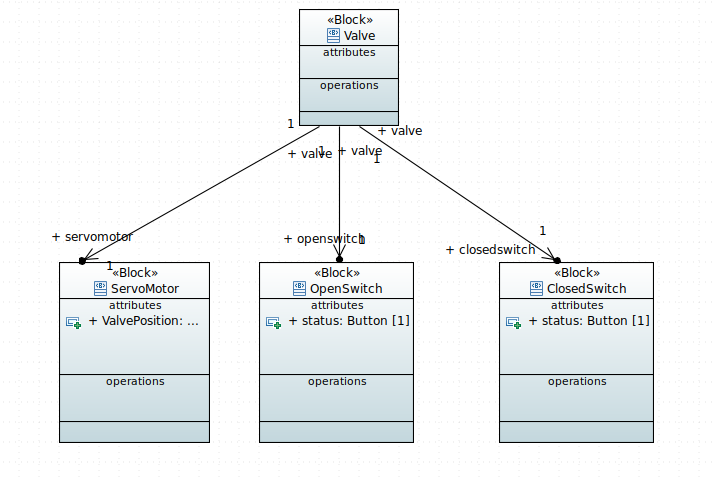 «Block»
Valve
attributes
operations
1
+ valve
+ valve
1
+ valve
1
+ servomotor
1
+ openswitch
1
1
+ closedswitch
«Block»
ServoMotor
attributes
+ ValvePosition: ...
operations
«Block»
OpenSwitch
attributes
+ status: Button [1]
operations
«Block»
ClosedSwitch
attributes
+ status: Button [1]
operations